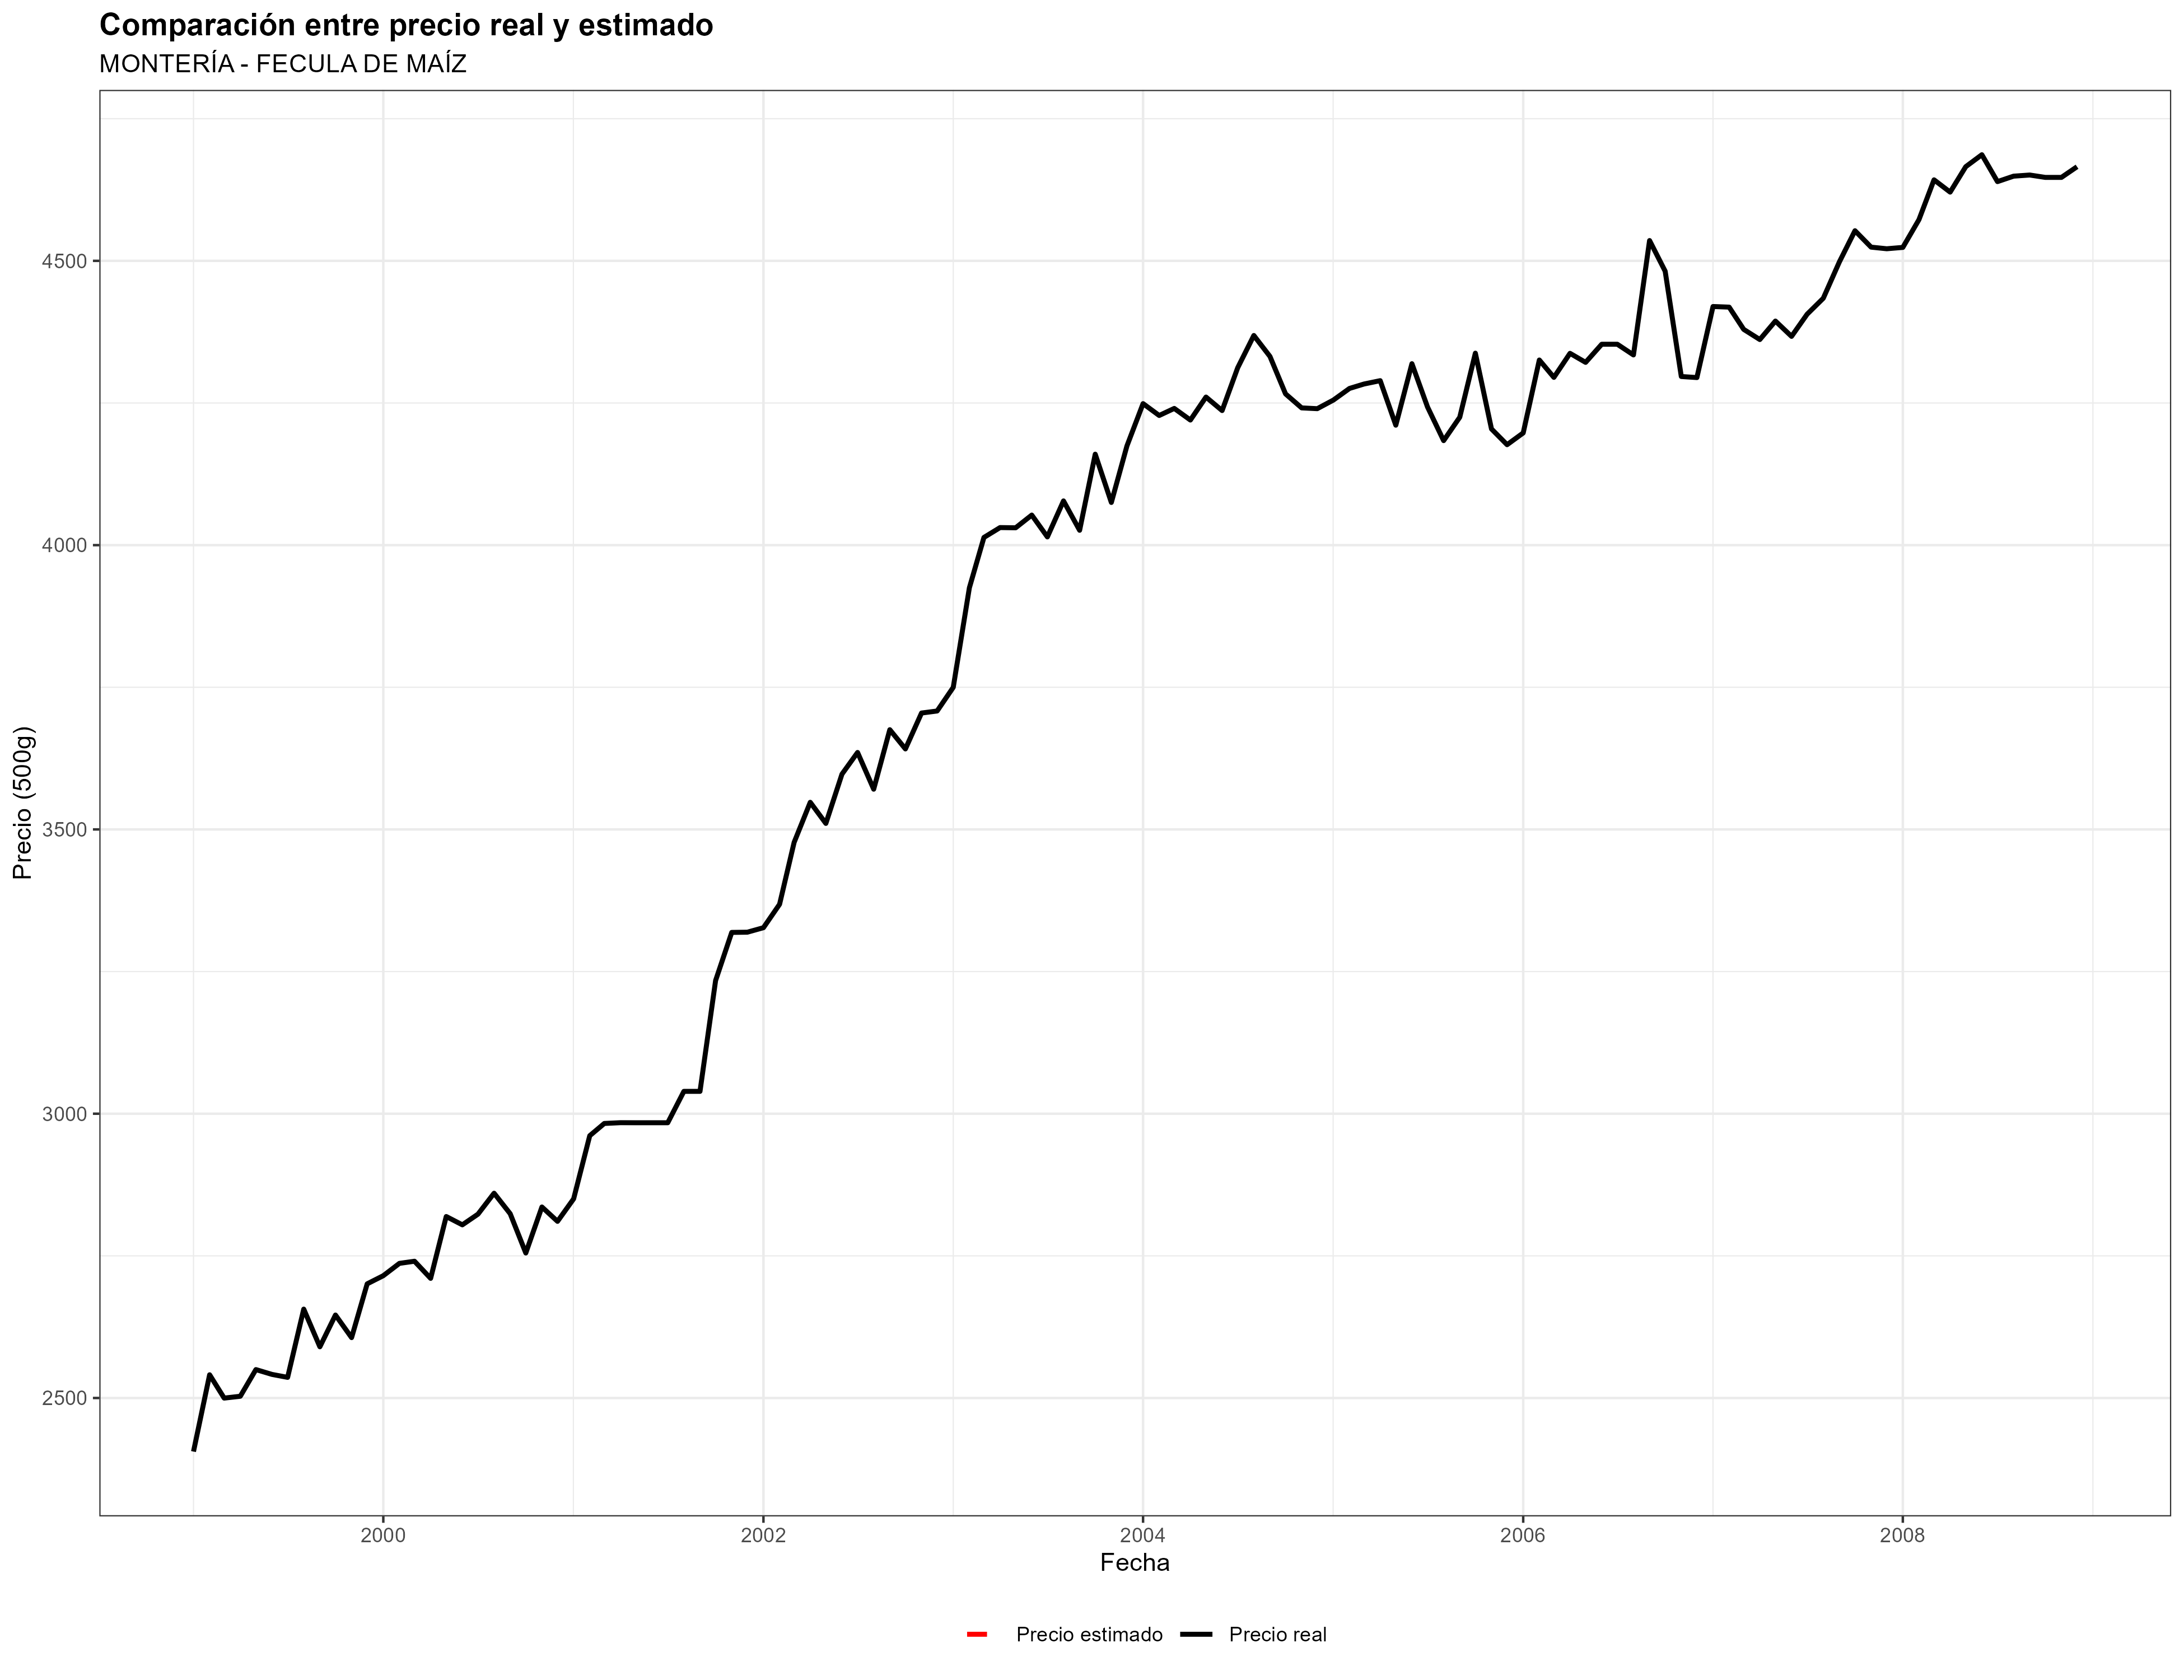 Comparación entre precio real y estimado
MONTERÍA - FECULA DE MAÍZ
Precio (500g)
4500
4000
3500
3000
2500
2000
2002
2004
2006
2008
Fecha
Precio estimado
Precio real